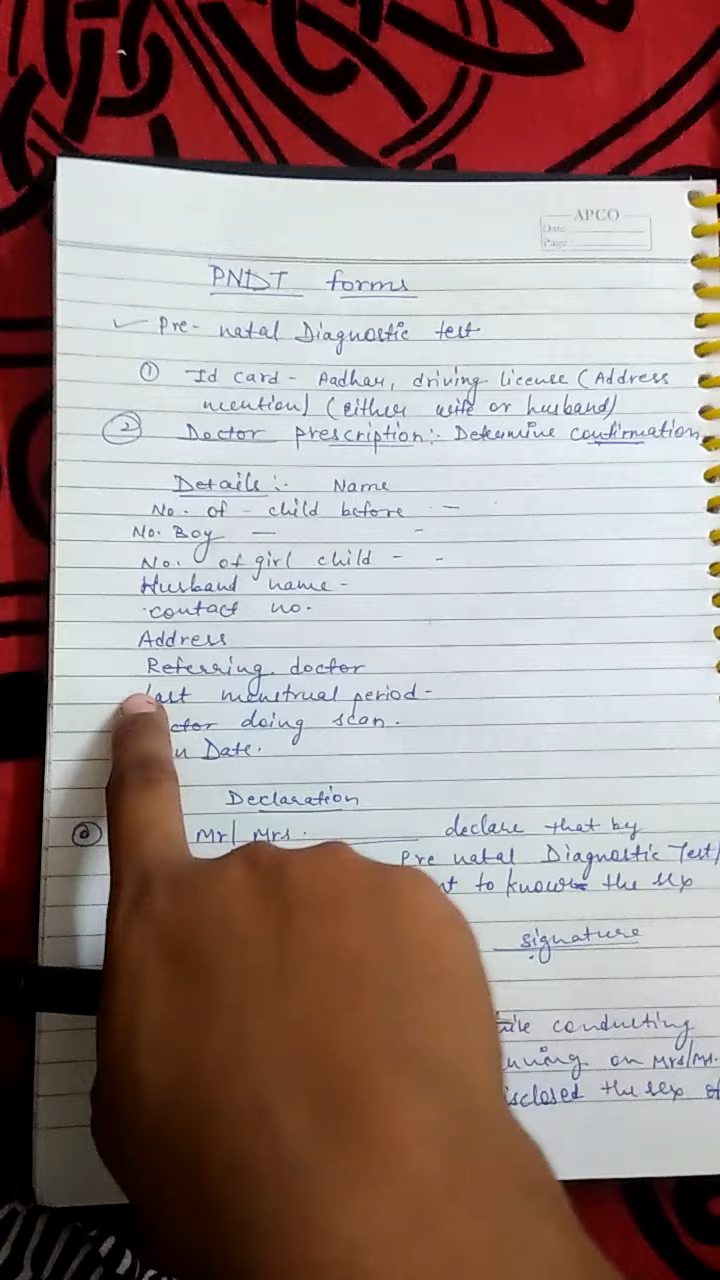 APCO
Date:
Page:
PNDT forms
✓ Pre-natal Diagnostic test
① Id card - Aadhar, driving license (Address
mention) (either wife or husband)
② Doctor prescription:- Determine confirmation
Details:- Name
No. of - child before -
No. Boy — -
No. of girl child - -
Husband name -
contact no.
Address
Referring doctor
Last menstrual period -
doing scan.
Date.
Declaration
Mr/Mrs. ________ declare that by
Pre natal Diagnostic Test/
to know the sex
signature
conducting
on Mrs/Mr.
the sex of